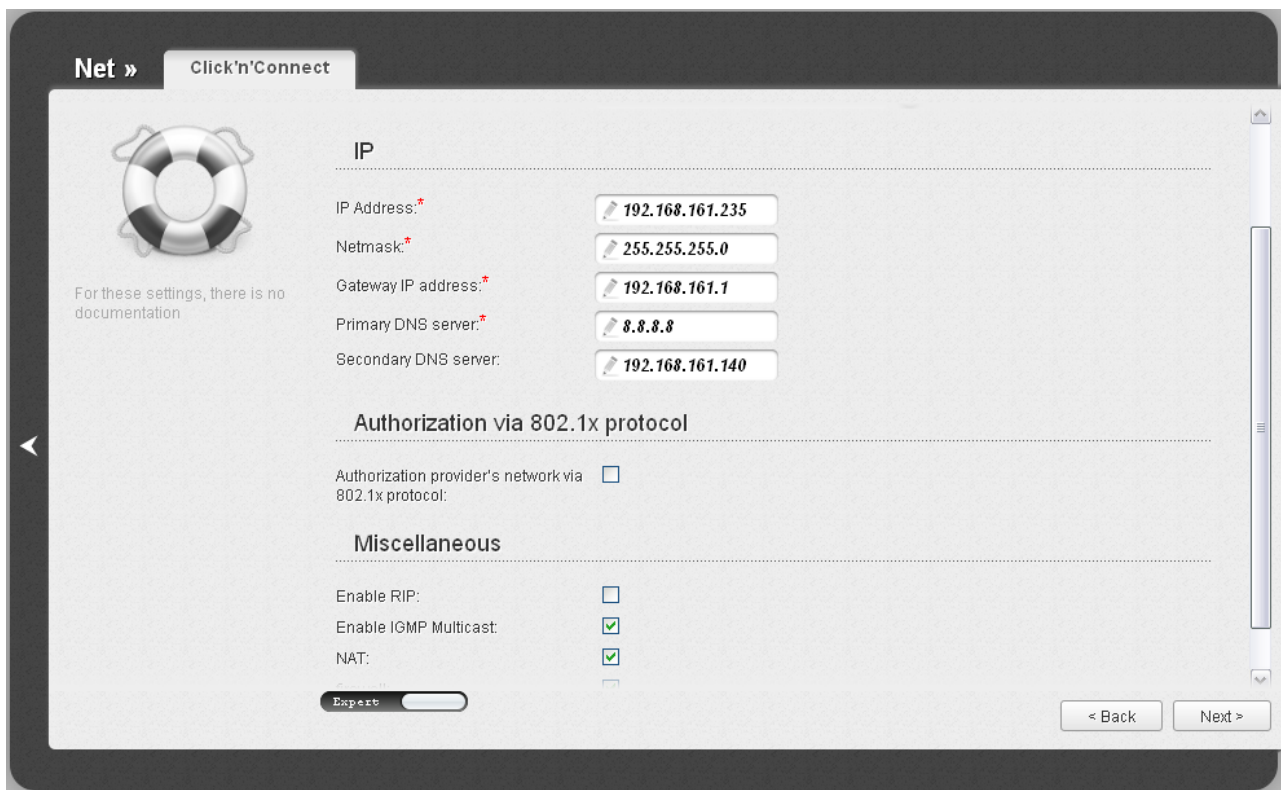 Net »
Click'n'Connect
For these settings, there is no
documentation
IP
IP Address:*
192.168.161.235
Netmask:*
255.255.255.0
Gateway IP address:*
192.168.161.1
Primary DNS server:*
8.8.8.8
Secondary DNS server:
192.168.161.140
Authorization via 802.1x protocol
Authorization provider's network via
802.1x protocol:
Miscellaneous
Enable RIP:
Enable IGMP Multicast:
NAT:
Expert
< Back
Next >